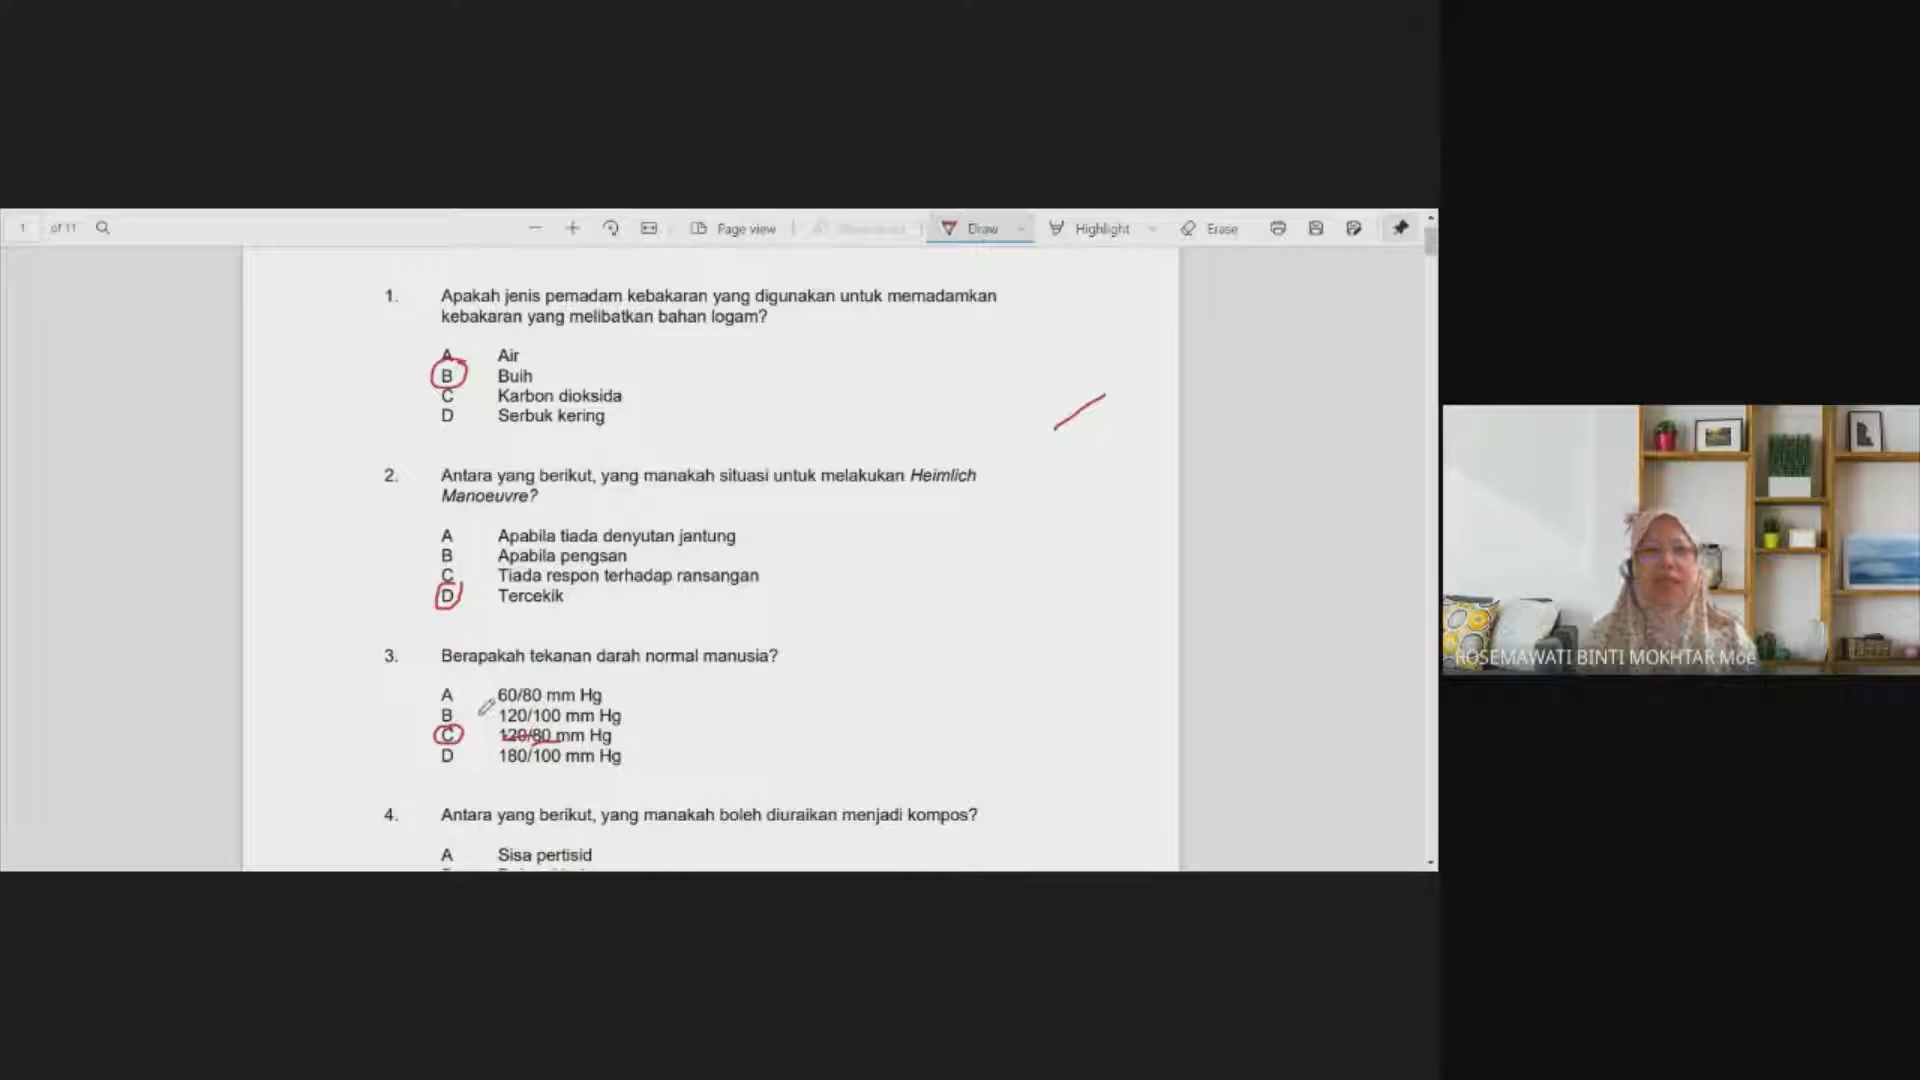 1 of 11 Page view Draw Highlight Erase
1. Apakah jenis pemadam kebakaran yang digunakan untuk memadamkan
kebakaran yang melibatkan bahan logam?
A Air
B Buih
C Karbon dioksida
D Serbuk kering
2. Antara yang berikut, yang manakah situasi untuk melakukan Heimlich
Manoeuvre?
A Apabila tiada denyutan jantung
B Apabila pengsan
C Tiada respon terhadap ransangan
D Tercekik
3. Berapakah tekanan darah normal manusia?
A 60/80 mm Hg
B 120/100 mm Hg
C 120/80 mm Hg
D 180/100 mm Hg
4. Antara yang berikut, yang manakah boleh diuraikan menjadi kompos?
A Sisa pertisid
ROSEMAWATI BINTI MOKHTAR Moe